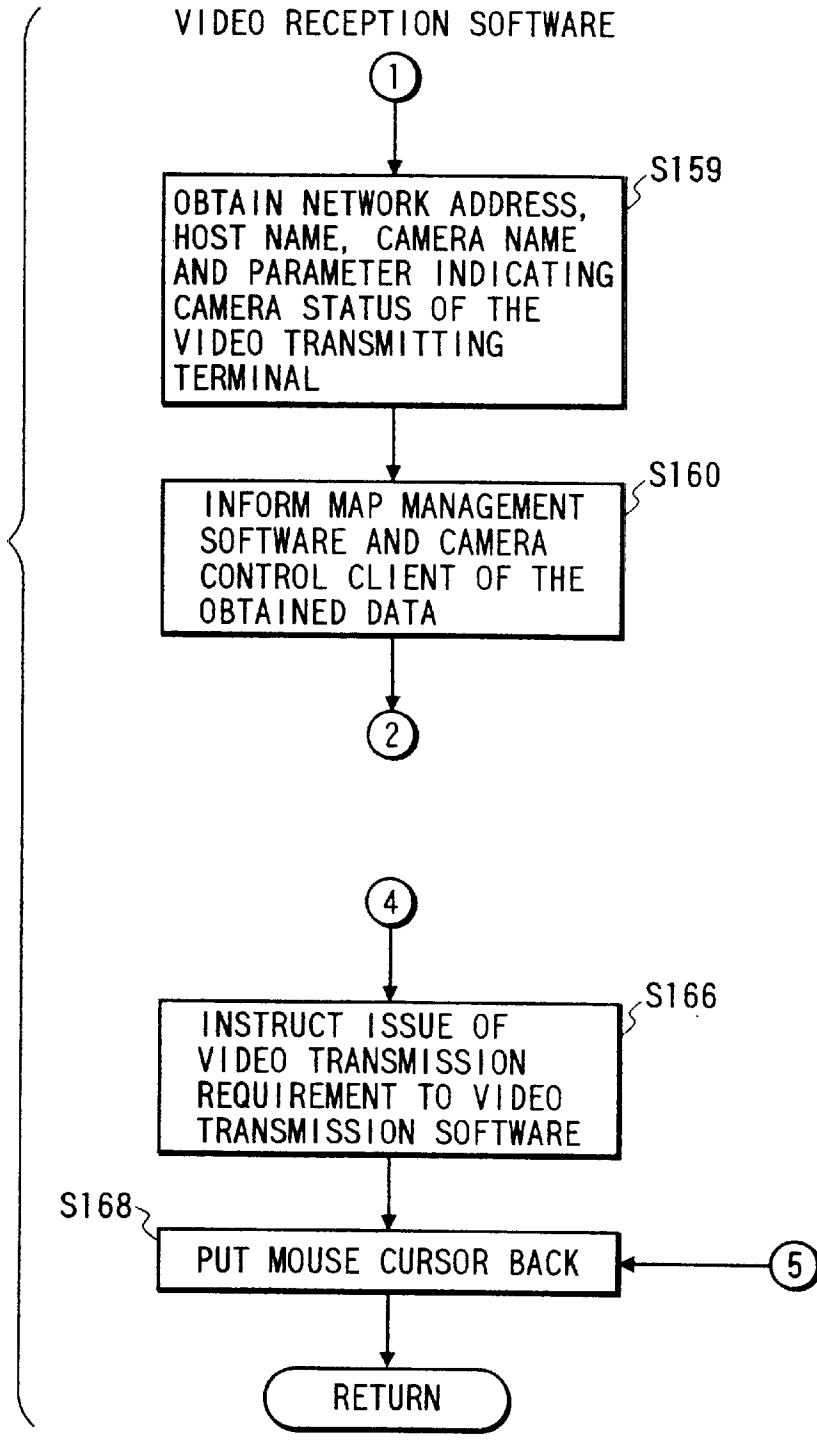 VIDEO RECEPTION SOFTWARE
1
S159
OBTAIN NETWORK ADDRESS,
HOST NAME, CAMERA NAME
AND PARAMETER INDICATING
CAMERA STATUS OF THE
VIDEO TRANSMITTING
TERMINAL
S160
INFORM MAP MANAGEMENT
SOFTWARE AND CAMERA
CONTROL CLIENT OF THE
OBTAINED DATA
2
4
S166
INSTRUCT ISSUE OF
VIDEO TRANSMISSION
REQUIREMENT TO VIDEO
TRANSMISSION SOFTWARE
S168
PUT MOUSE CURSOR BACK
5
RETURN